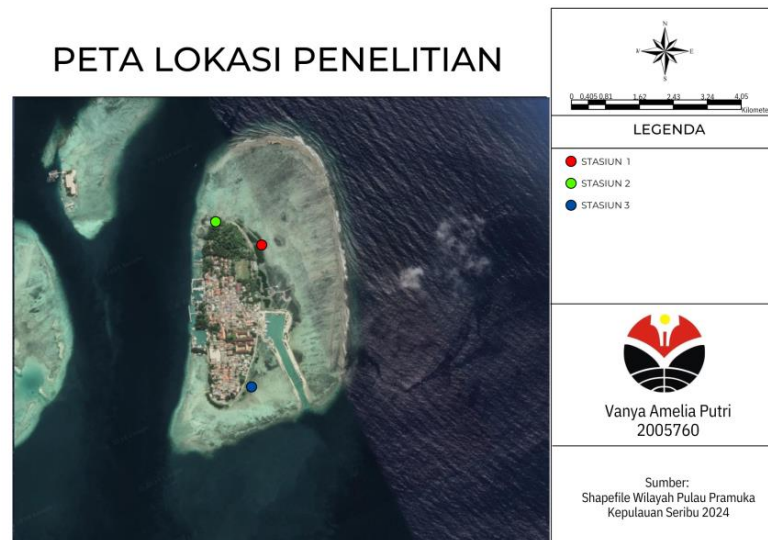 PETA LOKASI PENELITIAN
N
E
S
0 0.405 0.81 1.62 2.43 3.24 4.05
Kilometer
LEGENDA
STASIUN 1
STASIUN 2
STASIUN 3
Vanya Amelia Putri
2005760
Sumber:
Shapefile Wilayah Pulau Pramuka
Kepulauan Seribu 2024